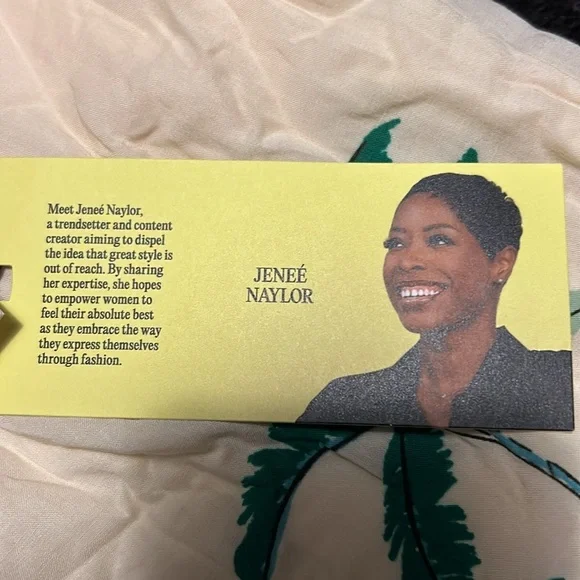 Meet Jeneé Naylor,
a trendsetter and content
creator aiming to dispel
the idea that great style is
out of reach. By sharing
her expertise, she hopes
to empower women to
feel their absolute best
as they embrace the way
they express themselves
through fashion.
JENEÉ
NAYLOR